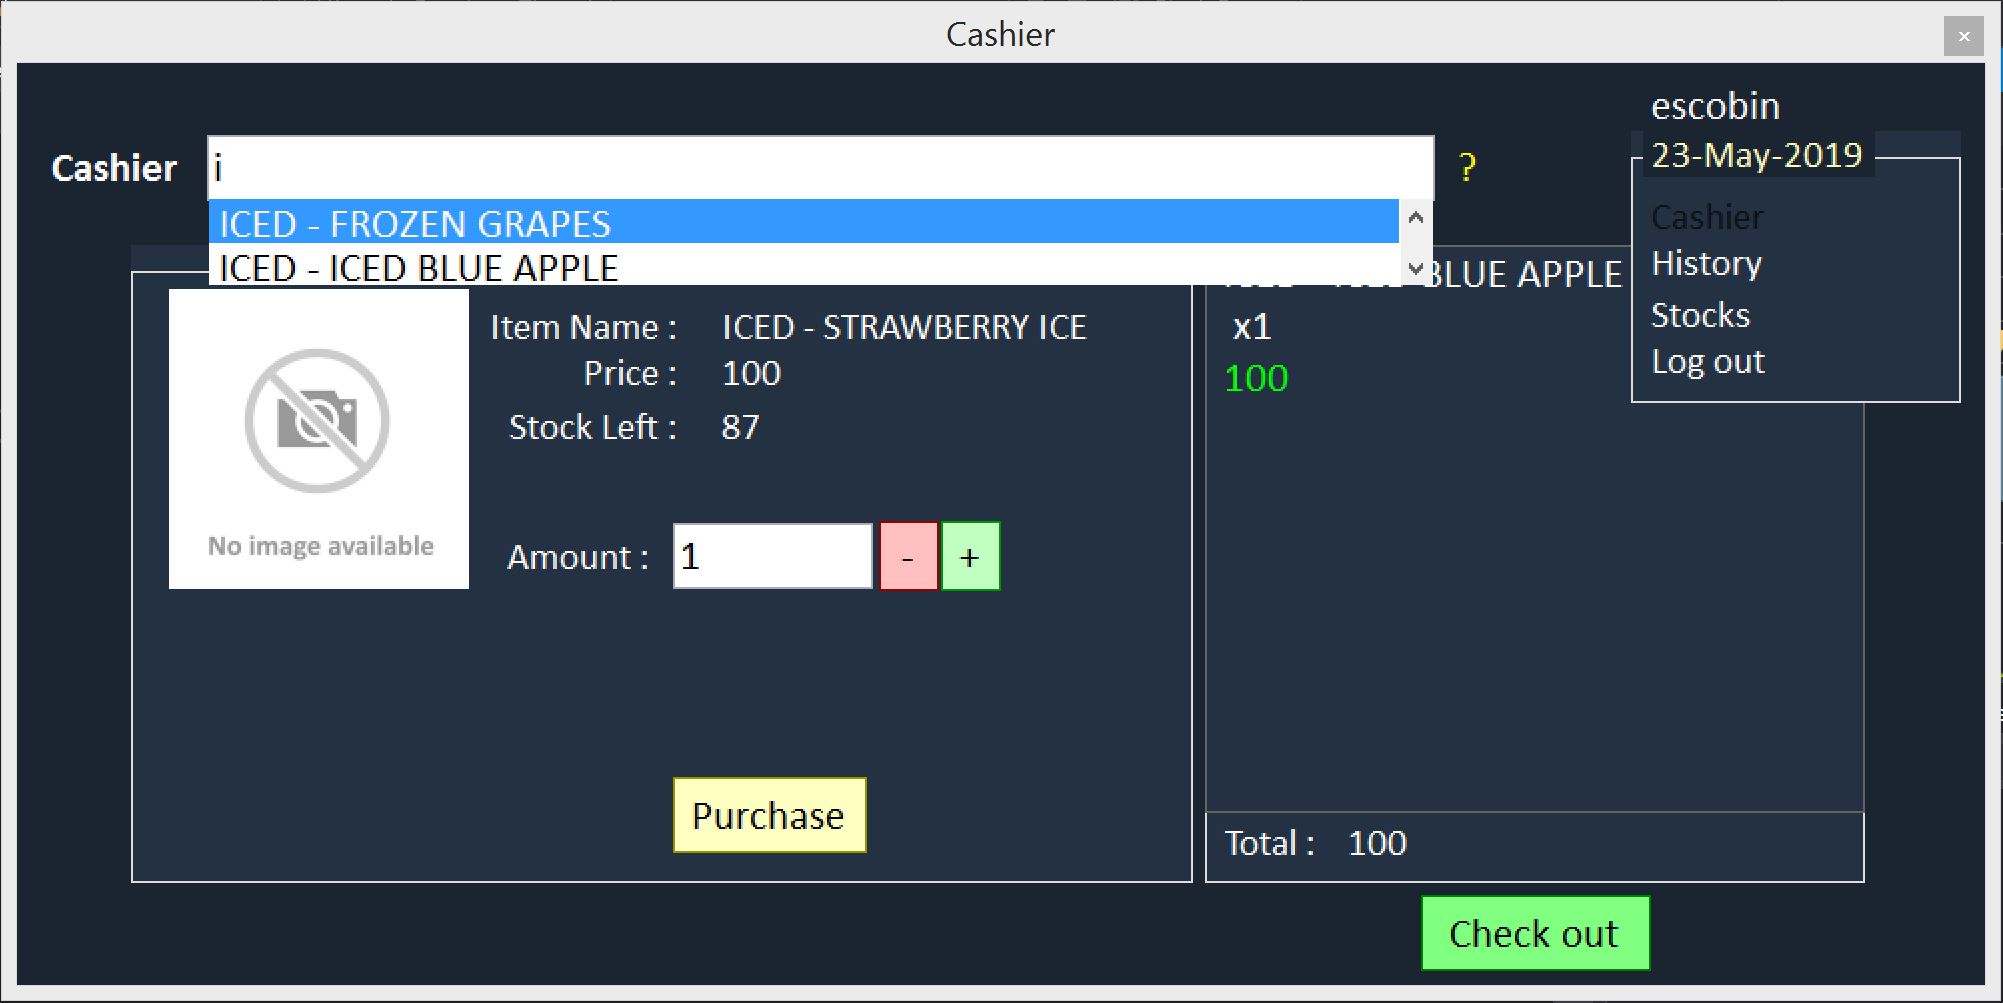 Cashier
escobin
23-May-2019
Cashier
i
?
ICED - FROZEN GRAPES
ICED - ICED BLUE APPLE
Cashier
History
Stocks
Log out
No image available
Item Name : ICED - STRAWBERRY ICE
Price : 100
Stock Left : 87
Amount : 1 - +
Purchase
BLUE APPLE
x1
100
Total : 100
Check out